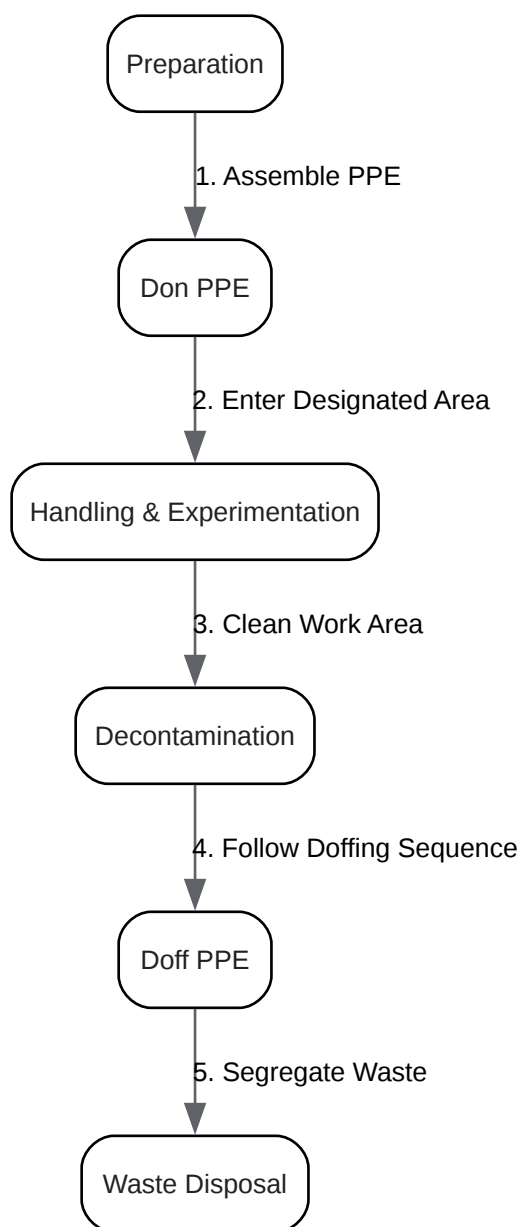 Preparation
1. Assemble PPE
Don PPE
2. Enter Designated Area
Handling & Experimentation
3. Clean Work Area
Decontamination
4. Follow Doffing Sequence
Doff PPE
5. Segregate Waste
Waste Disposal